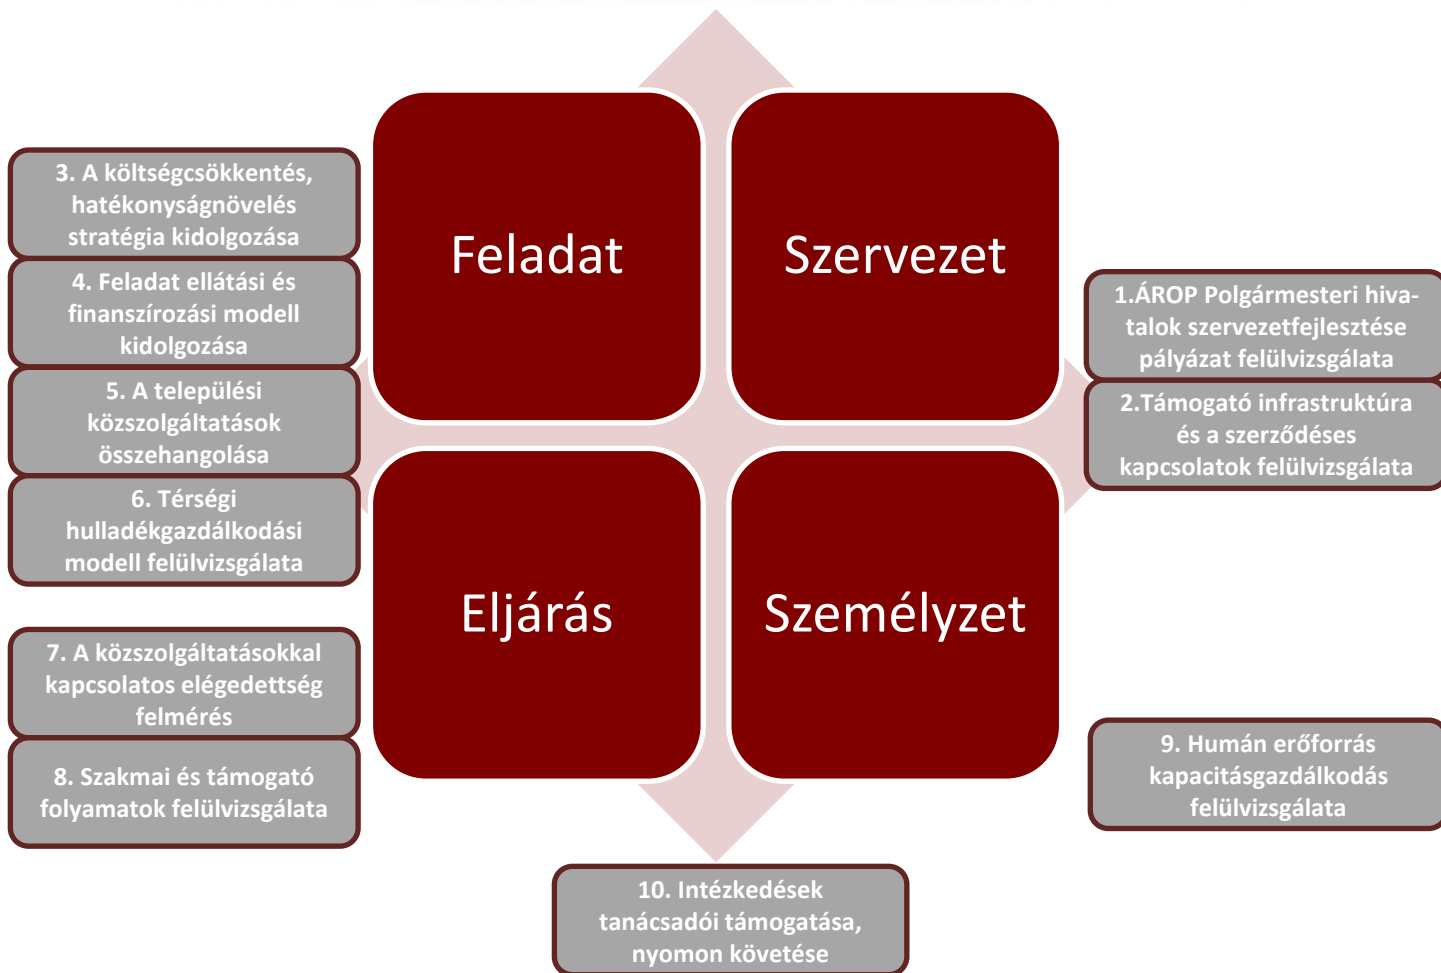 Feladat
Szervezet
Eljárás
Személyzet
3. A költségcsökkentés,
hatékonyságnövelés
stratégia kidolgozása
4. Feladat ellátási és
finanszírozási modell
kidolgozása
5. A települési
közszolgáltatások
összehangolása
6. Térségi
hulladékgazdálkodási
modell felülvizsgálata
7. A közszolgáltatásokkal
kapcsolatos elégedettség
felmérés
8. Szakmai és támogató
folyamatok felülvizsgálata
1.ÁROP Polgármesteri hiva-
talok szervezetfejlesztése
pályázat felülvizsgálata
2.Támogató infrastruktúra
és a szerződéses
kapcsolatok felülvizsgálata
9. Humán erőforrás
kapacitásgazdálkodás
felülvizsgálata
10. Intézkedések
tanácsadói támogatása,
nyomon követése